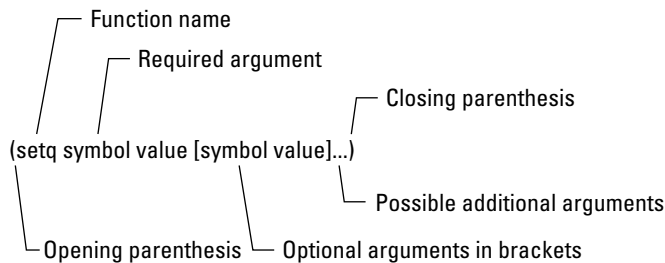 Function name
Required argument
Closing parenthesis
(setq symbol value [symbol value]...)
Possible additional arguments
Opening parenthesis
Optional arguments in brackets